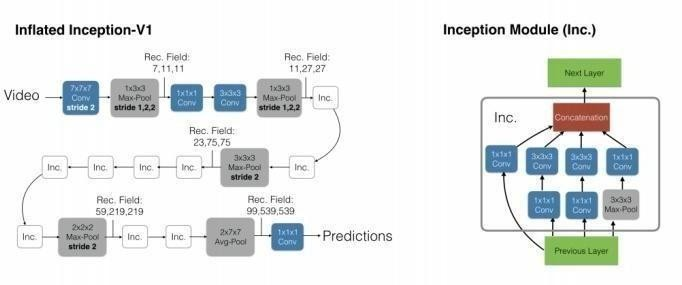 Inflated Inception-V1
Rec. Field:
7,11,11
Rec. Field:
11,27,27
Video
7x7x7
Conv
stride 2
1x3x3
Max-Pool
stride 1,2,2
1x1x1
Conv
3x3x3
Conv
1x3x3
Max-Pool
stride 1,2,2
Inc.
Rec. Field:
23,75,75
Inc.
Inc.
Inc.
Inc.
3x3x3
Max-Pool
stride 2
Inc.
Rec. Field:
59,219,219
Rec. Field:
99,539,539
Inc.
2x2x2
Max-Pool
stride 2
Inc.
Inc.
2x7x7
Avg-Pool
1x1x1
Conv
Predictions
Inception Module (Inc.)
Next Layer
Inc.
Concatenation
1x1x1
Conv
3x3x3
Conv
3x3x3
Conv
1x1x1
Conv
1x1x1
Conv
1x1x1
Conv
3x3x3
Max-Pool
Previous Layer